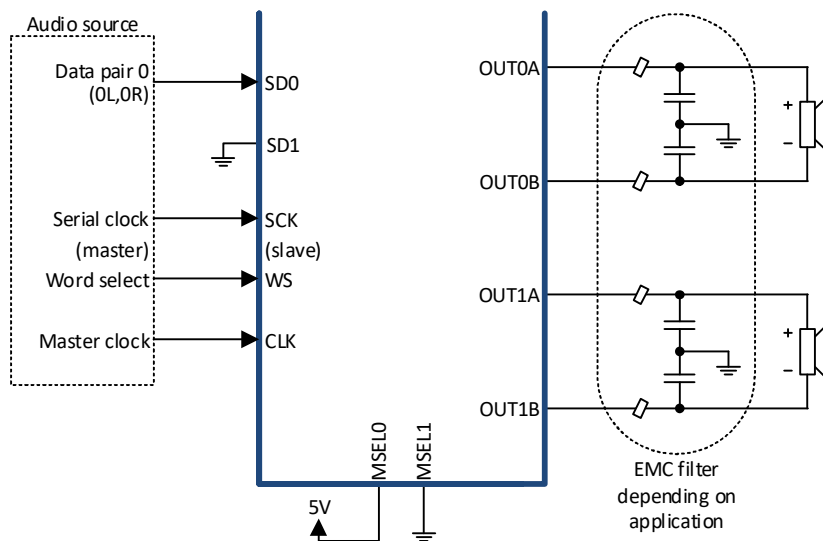 Audio source
Data pair 0
(0L,0R)
SD0
SD1
Serial clock
(master)
SCK
(slave)
Word select
WS
Master clock
CLK
MSEL0
MSEL1
5V
OUT0A
OUT0B
OUT1A
OUT1B
+
−
+
−
EMC filter
depending on
application